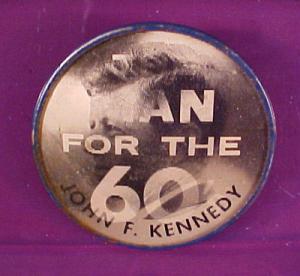 MAN
FOR THE
60
JOHN F. KENNEDY